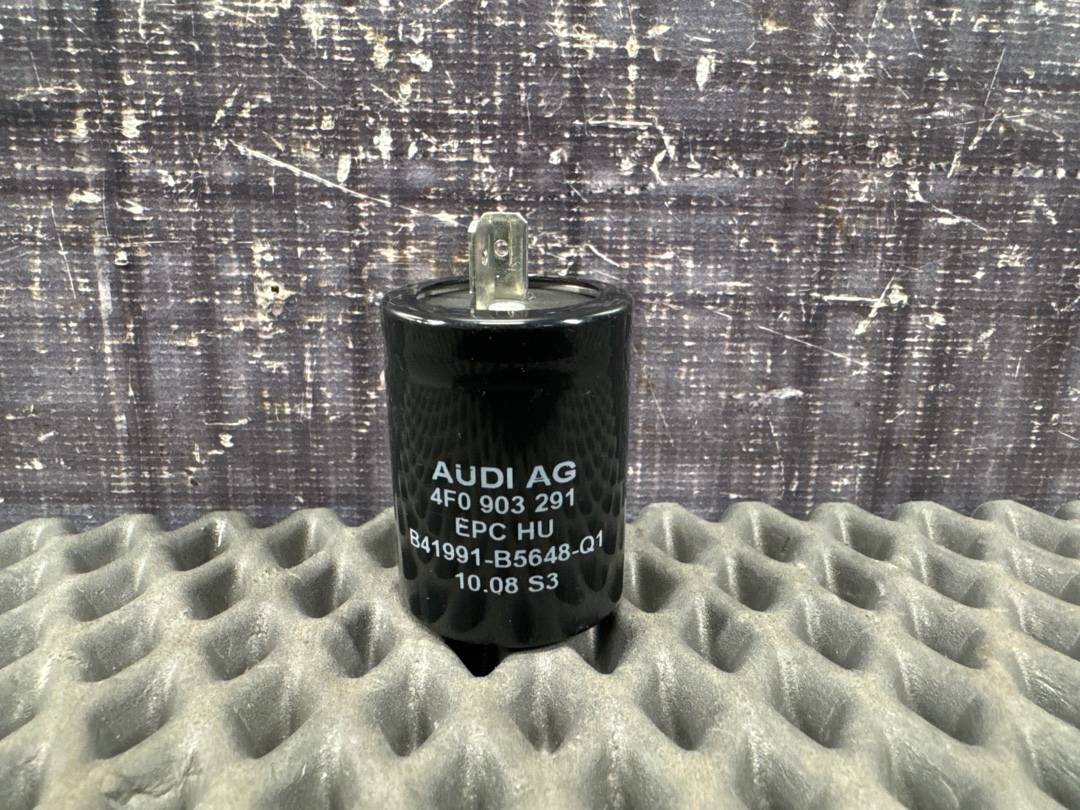 AUDI AG
4F0 903 291
EPC HU
B41991-B5648-Q1
10.08 S3